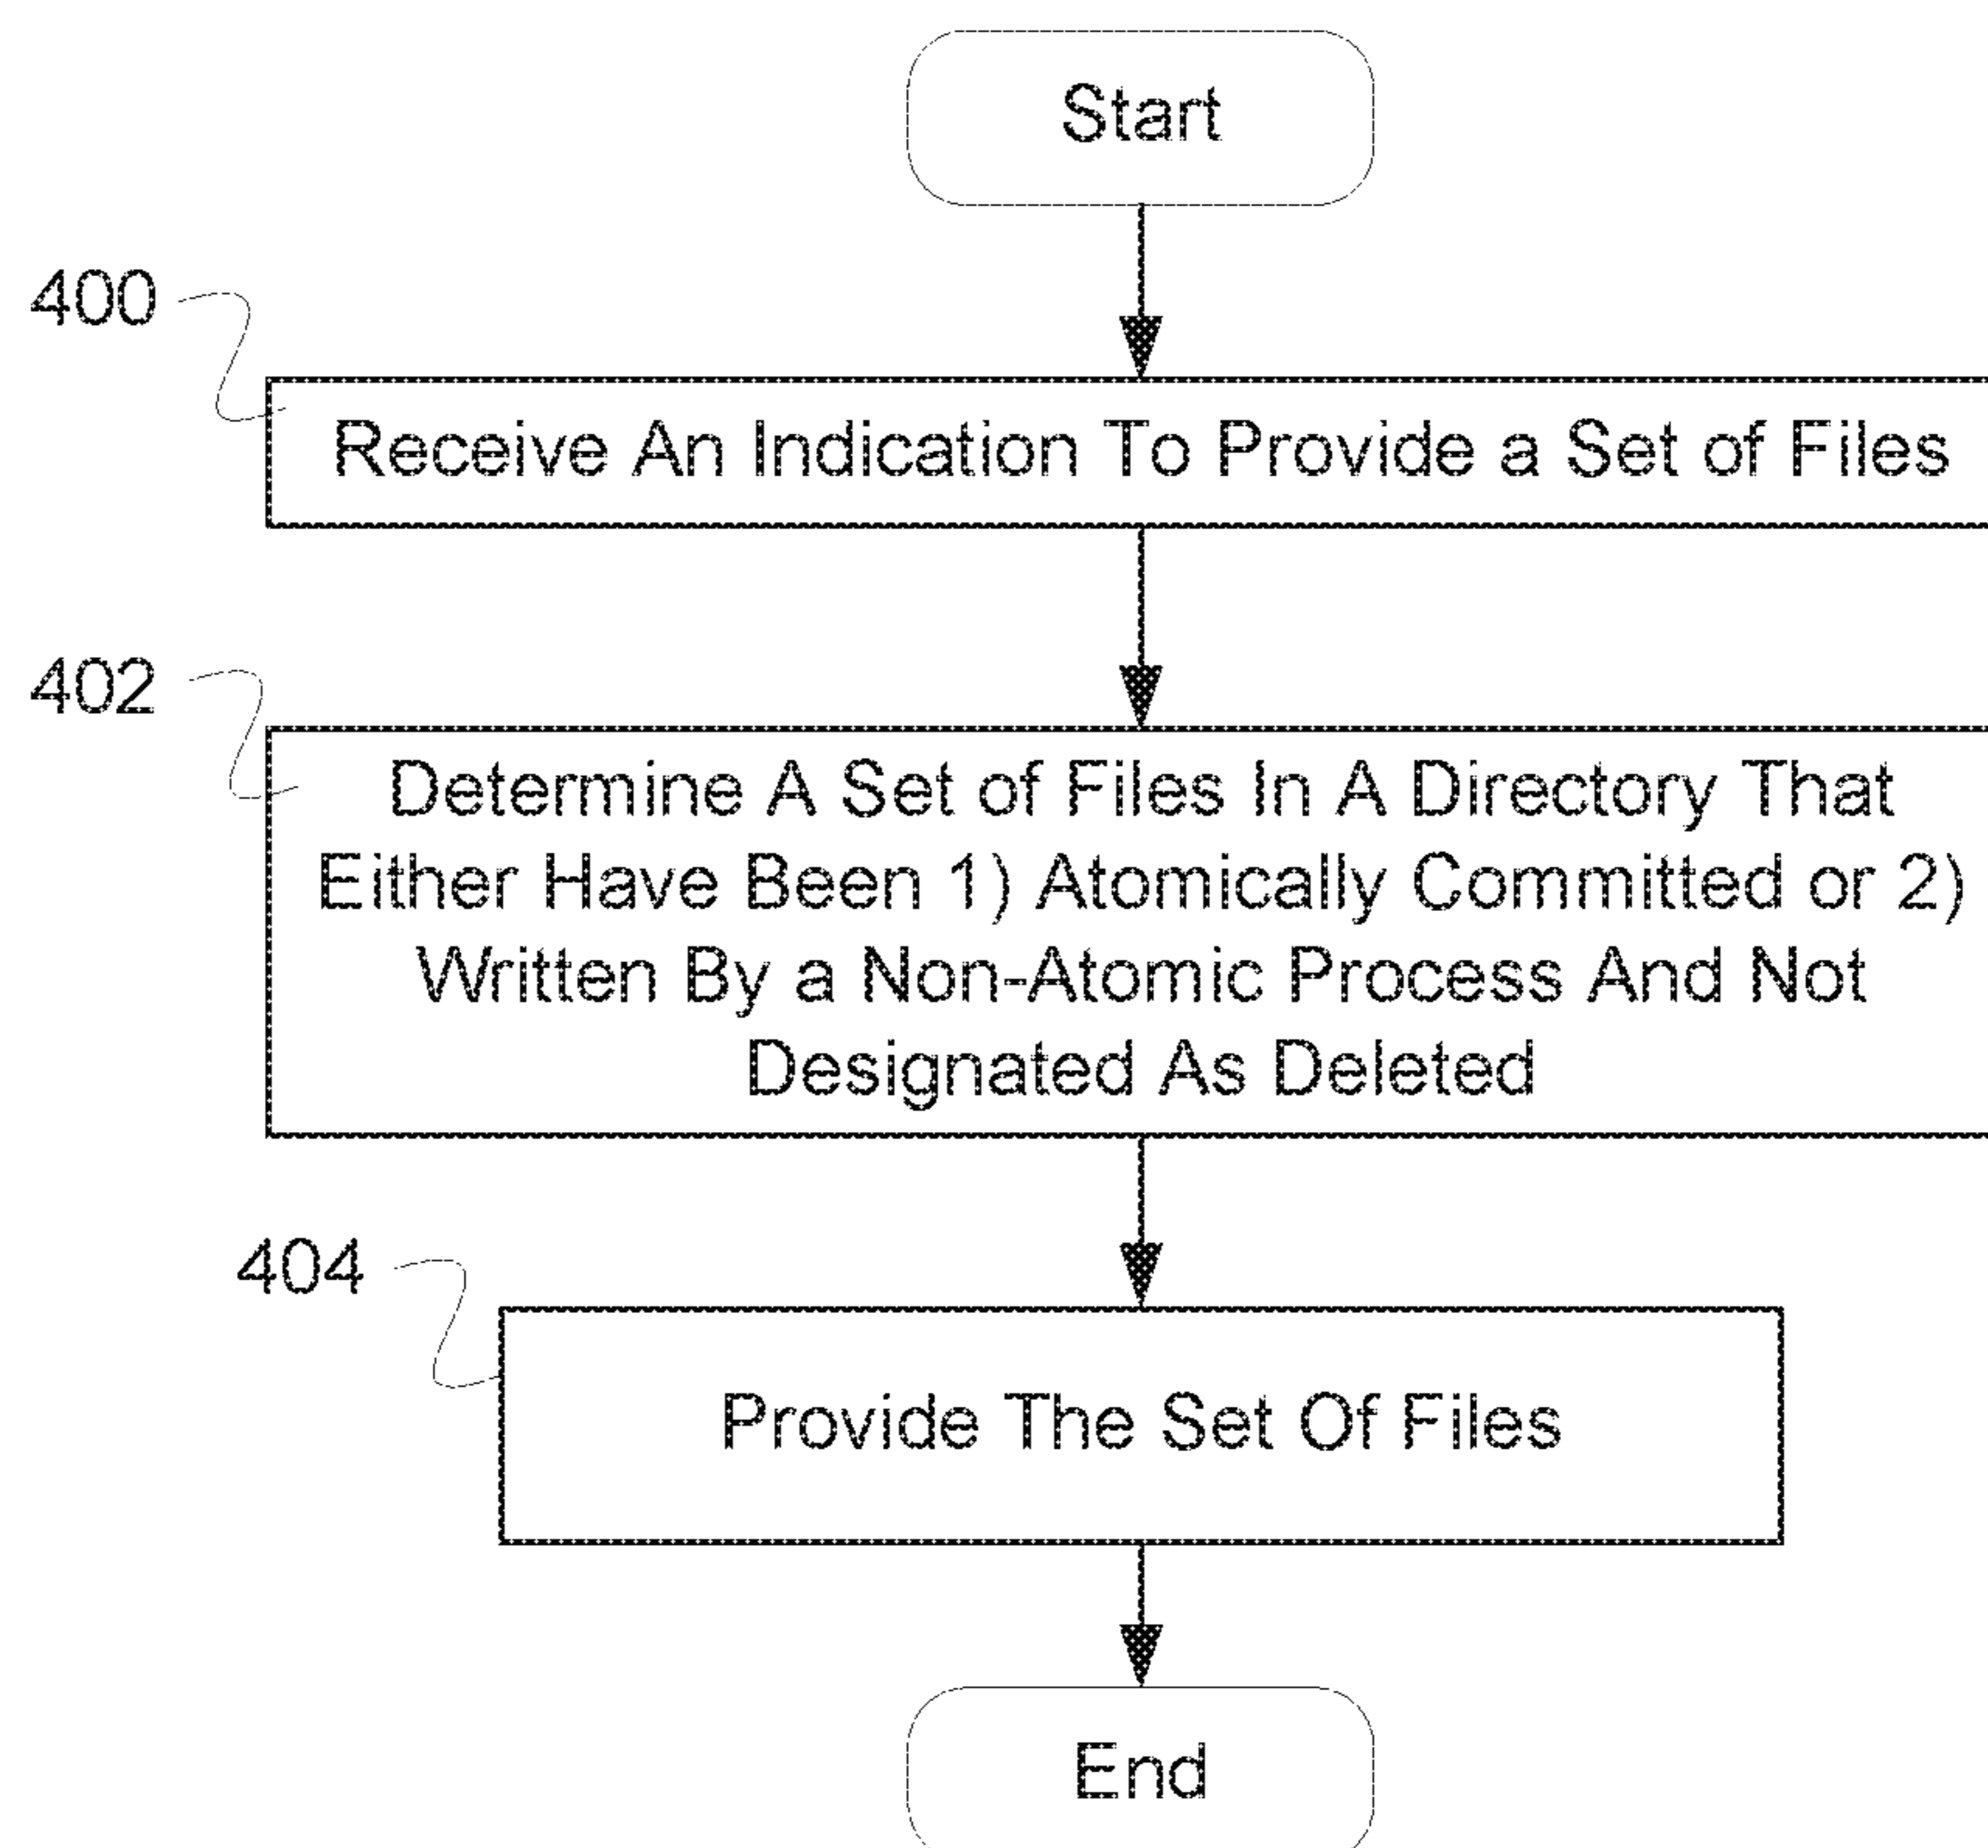 Start
400
Receive An Indication To Provide a Set of Files
402
Determine A Set of Files In A Directory That
Either Have Been 1) Atomically Committed or 2)
Written By a Non-Atomic Process And Not
Designated As Deleted
404
Provide The Set Of Files
End